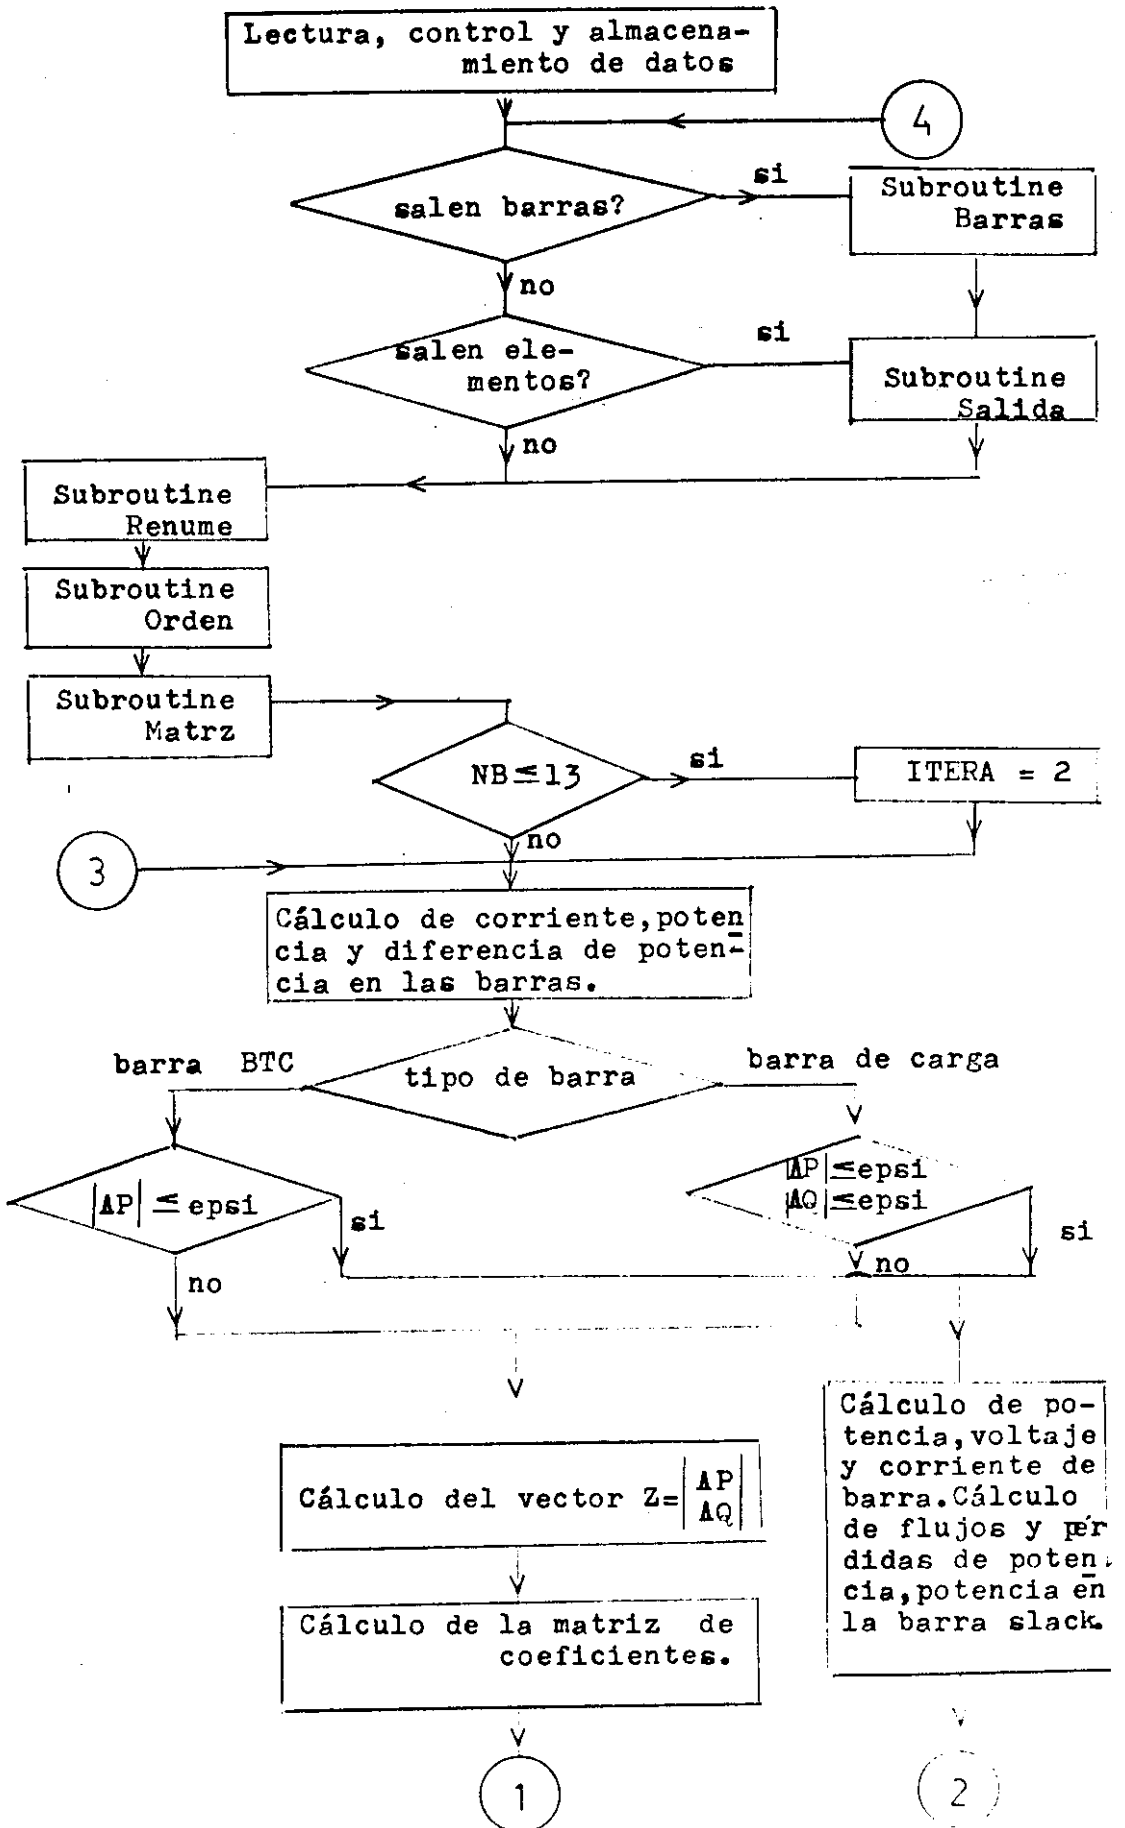 Lectura, control y almacena-
miento de datos
4
salen barras?
si
Subroutine
Barras
no
salen ele-
mentos?
si
Subroutine
Salida
no
Subroutine
Renume
Subroutine
Orden
Subroutine
Matrz
NB≤13
si
ITERA = 2
no
3
Cálculo de corriente,poten
cia y diferencia de poten-
cia en las barras.
barra BTC
tipo de barra
barra de carga
|ΔP| ≤ epsi
si
no
|ΔP|≤epsi
|ΔQ|≤epsi
si
no
Cálculo del vector Z=|ΔP|
|ΔQ|
Cálculo de la matriz de
coeficientes.
Cálculo de po-
tencia,voltaje
y corriente de
barra.Cálculo
de flujos y pér
didas de poten
cia,potencia en
la barra slack.
1
2